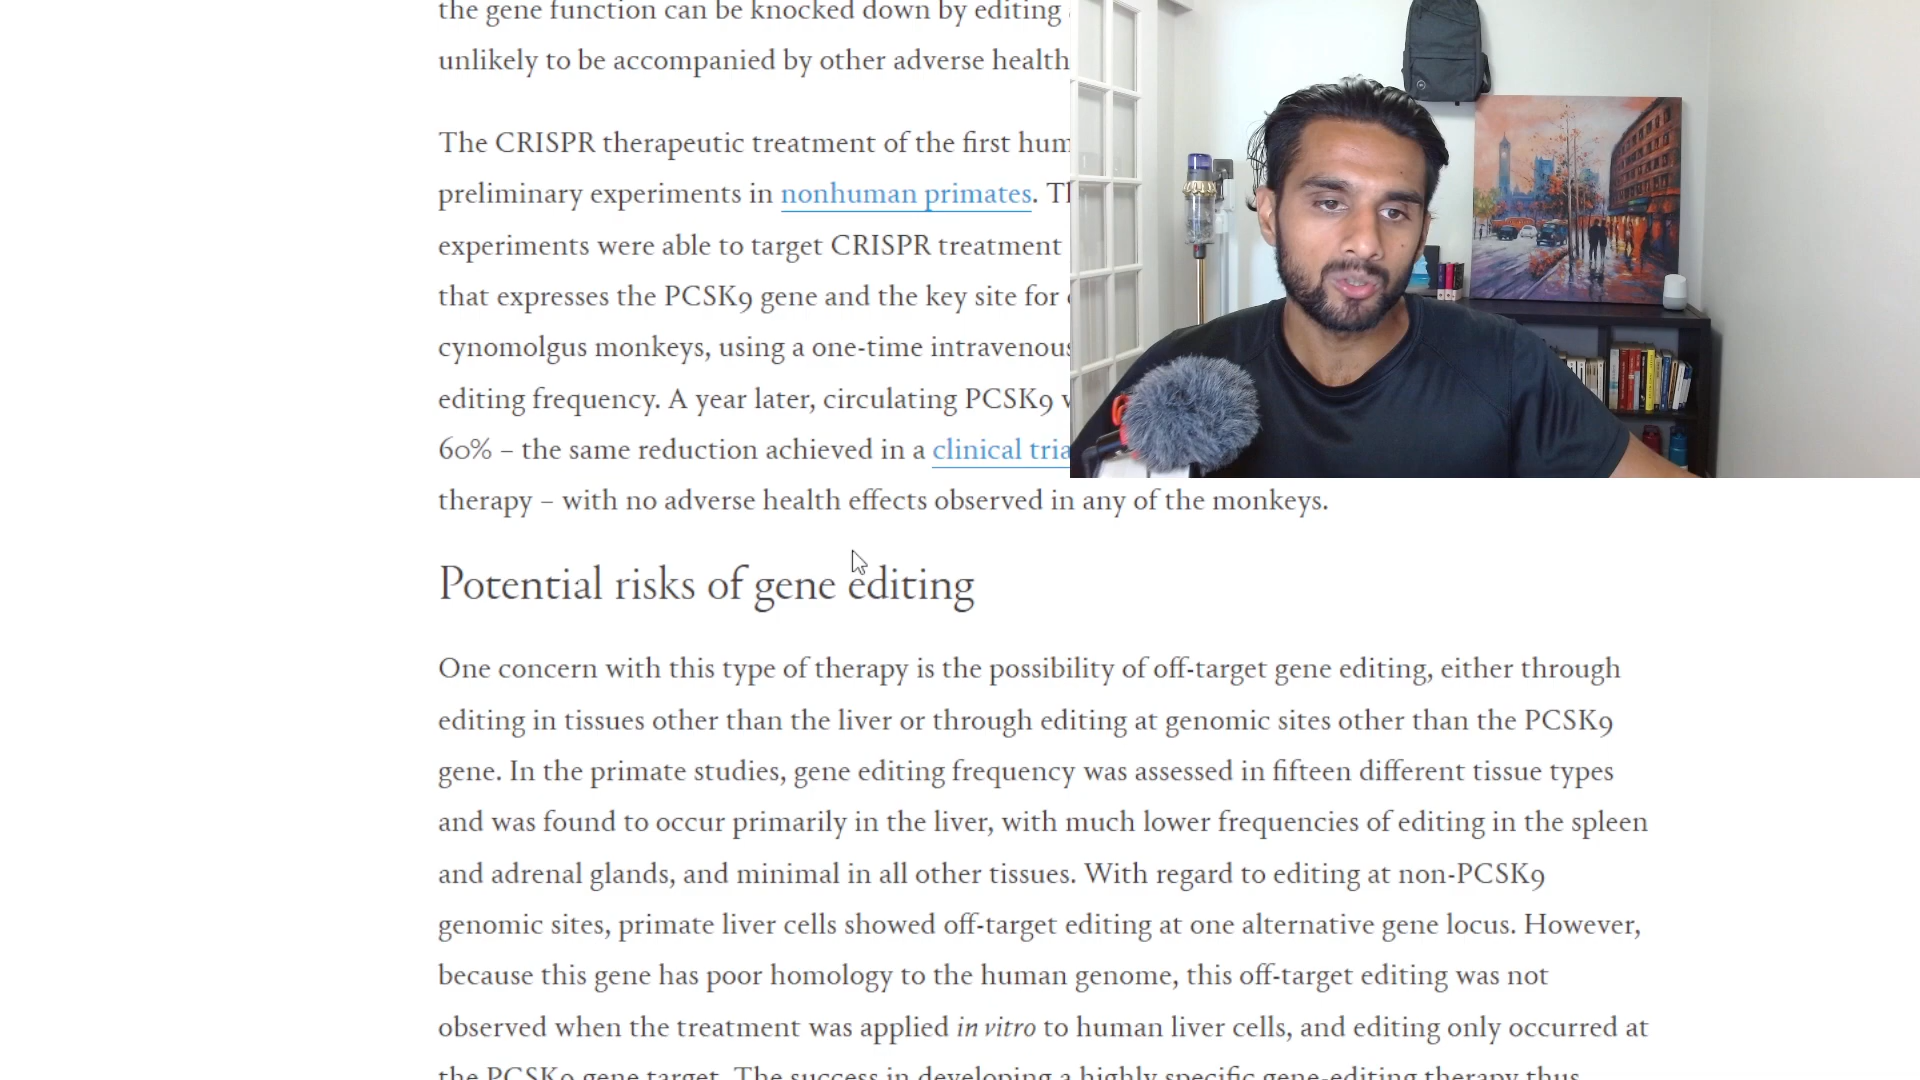 the gene function can be knocked down by editing
unlikely to be accompanied by other adverse health
The CRISPR therapeutic treatment of the first hum
preliminary experiments in nonhuman primates. Th
experiments were able to target CRISPR treatment
that expresses the PCSK9 gene and the key site for
cynomolgus monkeys, using a one-time intravenous
editing frequency. A year later, circulating PCSK9
60% – the same reduction achieved in a clinical tria
therapy – with no adverse health effects observed in any of the monkeys.
Potential risks of gene editing
One concern with this type of therapy is the possibility of off-target gene editing, either through
editing in tissues other than the liver or through editing at genomic sites other than the PCSK9
gene. In the primate studies, gene editing frequency was assessed in fifteen different tissue types
and was found to occur primarily in the liver, with much lower frequencies of editing in the spleen
and adrenal glands, and minimal in all other tissues. With regard to editing at non-PCSK9
genomic sites, primate liver cells showed off-target editing at one alternative gene locus. However,
because this gene has poor homology to the human genome, this off-target editing was not
observed when the treatment was applied in vitro to human liver cells, and editing only occurred at
the PCSK9 gene target. The success in developing a highly specific gene-editing therapy thus